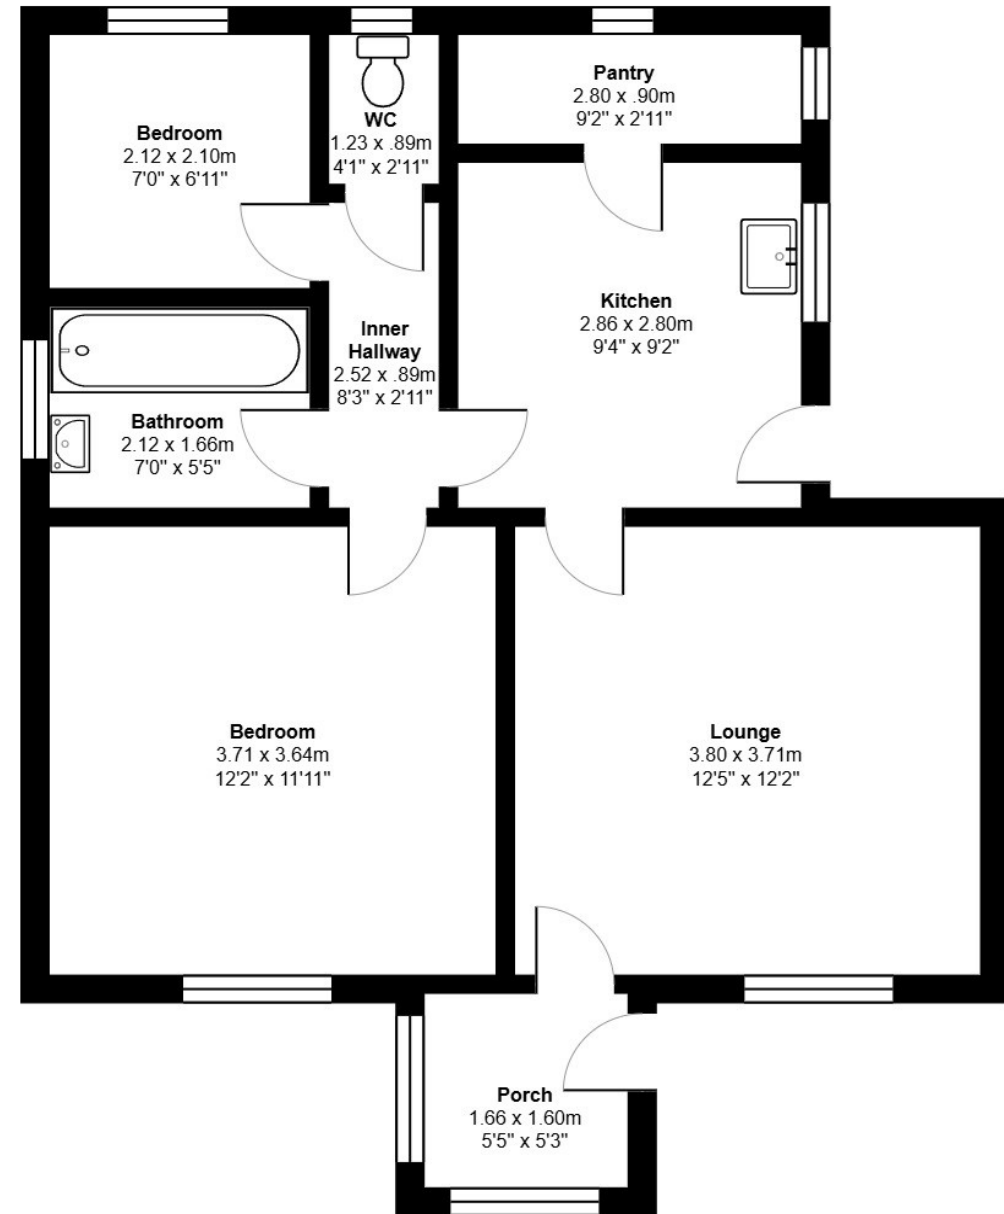 Pantry
2.80 x .90m
9'2" x 2'11"
WC
1.23 x .89m
4'1" x 2'11"
Bedroom
2.12 x 2.10m
7'0" x 6'11"
Kitchen
2.86 x 2.80m
9'4" x 9'2"
Inner
Hallway
2.52 x .89m
8'3" x 2'11"
Bathroom
2.12 x 1.66m
7'0" x 5'5"
Bedroom
3.71 x 3.64m
12'2" x 11'11"
Lounge
3.80 x 3.71m
12'5" x 12'2"
Porch
1.66 x 1.60m
5'5" x 5'3"